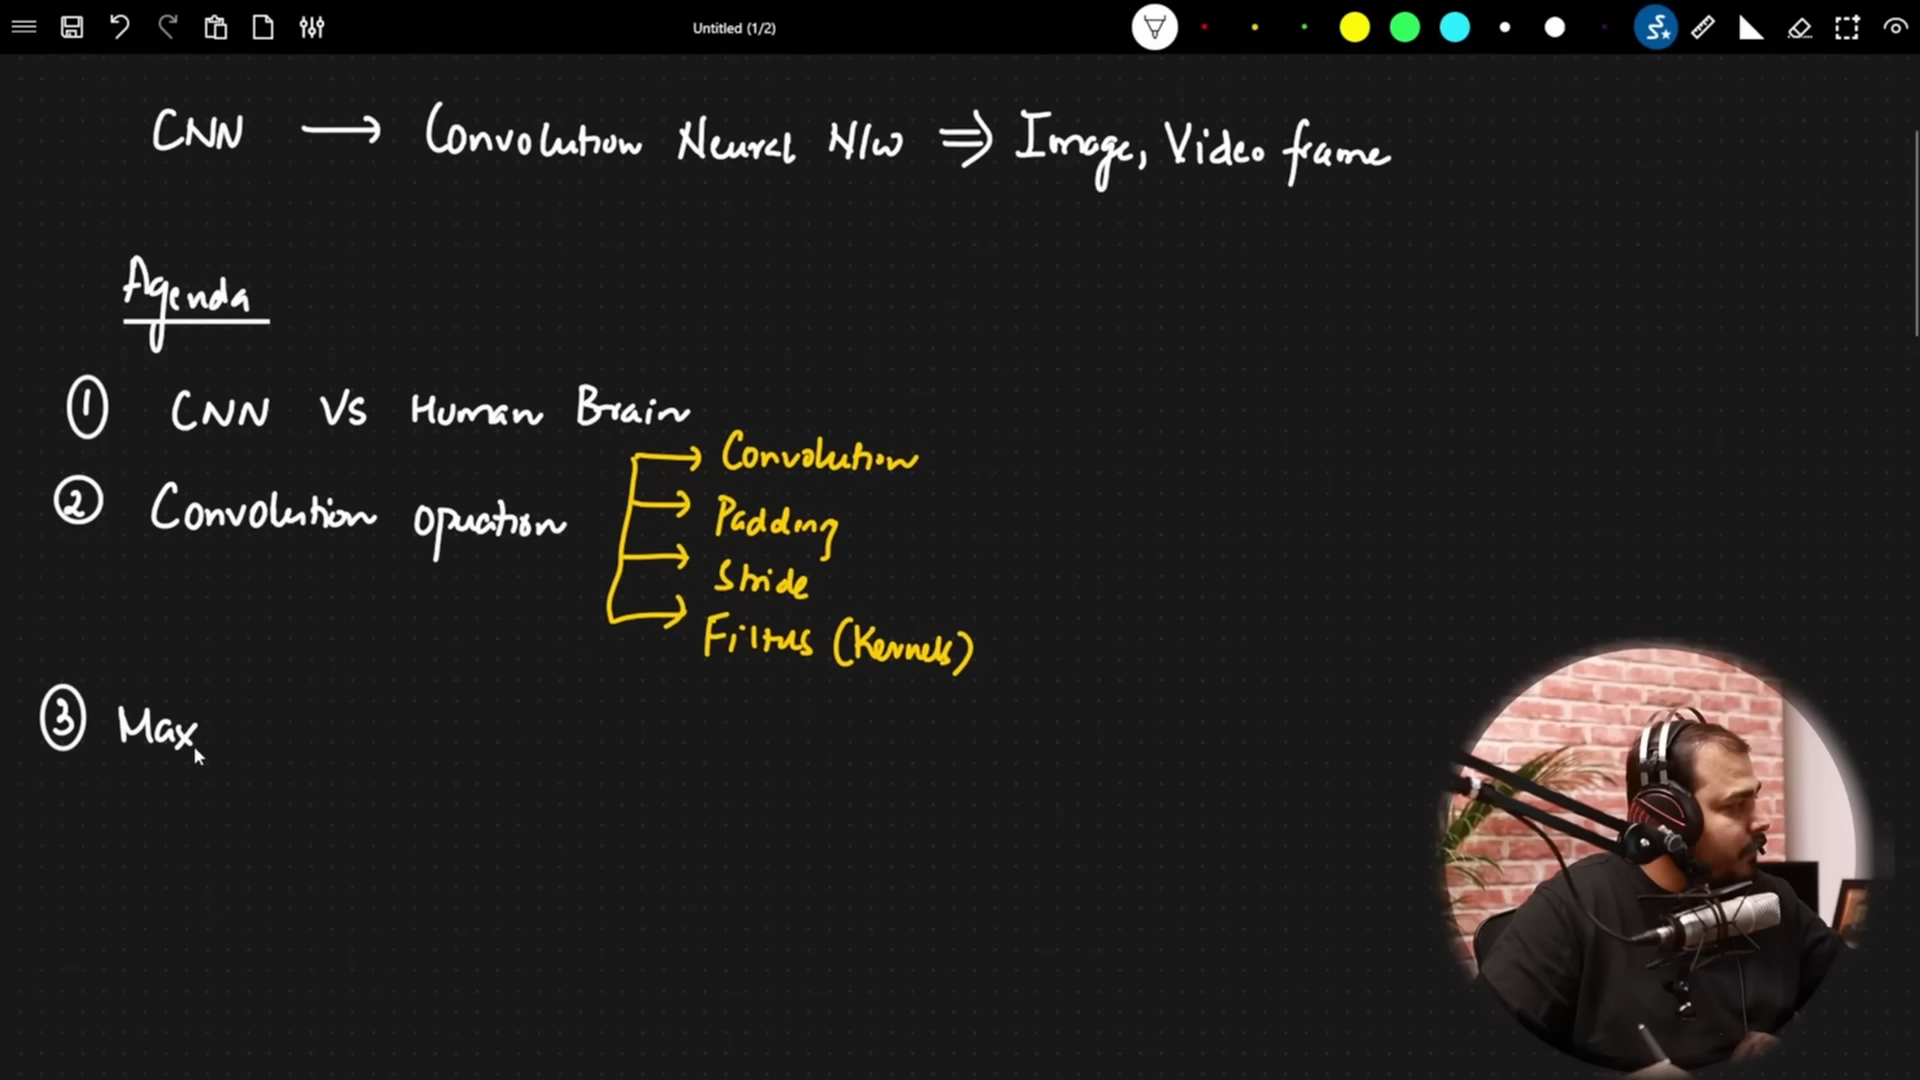 Untitled (1/2)
CNN → Convolution Neural N/W ⇒ Image, Video frame
Agenda
① CNN Vs Human Brain
② Convolution operation
→ Convolution
→ Padding
→ Stride
→ Filters (Kernels)
③ Max